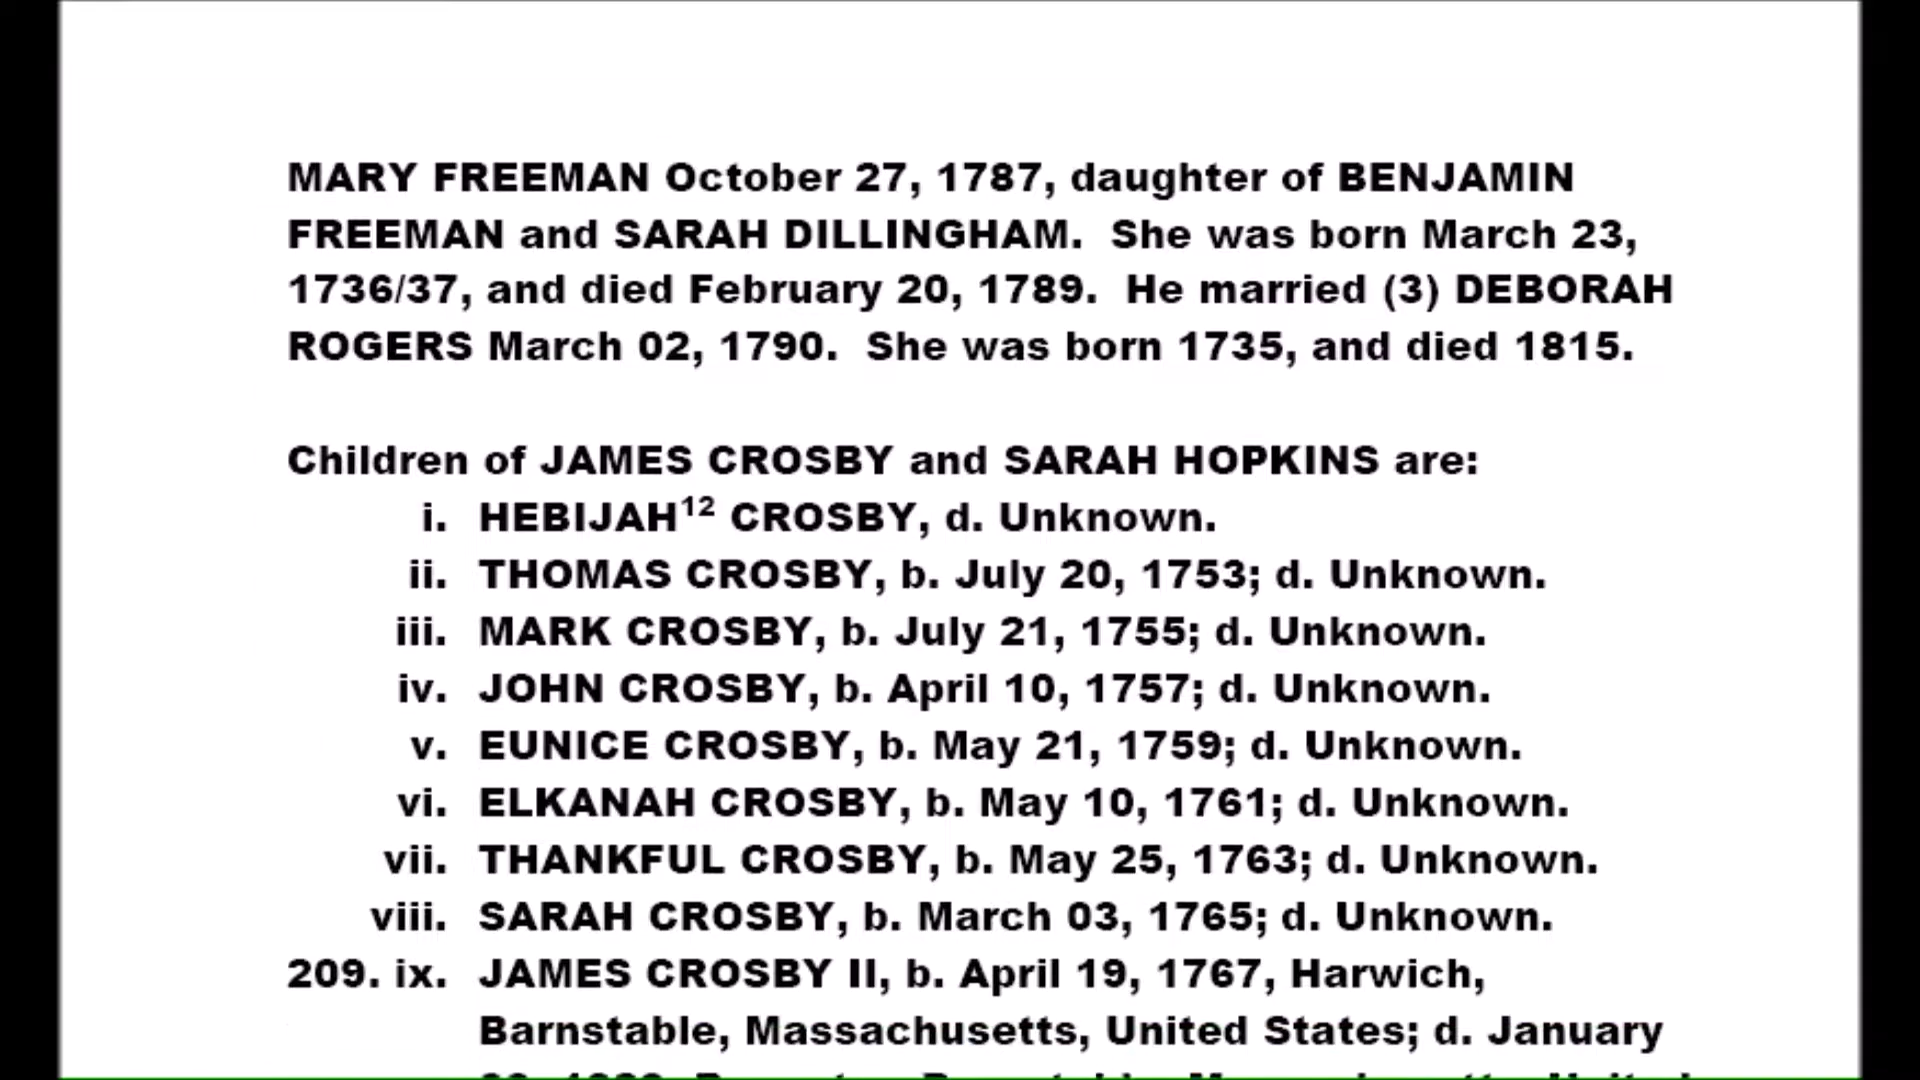 MARY FREEMAN October 27, 1787, daughter of BENJAMIN
FREEMAN and SARAH DILLINGHAM.  She was born March 23,
1736/37, and died February 20, 1789.  He married (3) DEBORAH
ROGERS March 02, 1790.  She was born 1735, and died 1815.
Children of JAMES CROSBY and SARAH HOPKINS are:
i. HEBIJAH¹² CROSBY, d. Unknown.
ii. THOMAS CROSBY, b. July 20, 1753; d. Unknown.
iii. MARK CROSBY, b. July 21, 1755; d. Unknown.
iv. JOHN CROSBY, b. April 10, 1757; d. Unknown.
v. EUNICE CROSBY, b. May 21, 1759; d. Unknown.
vi. ELKANAH CROSBY, b. May 10, 1761; d. Unknown.
vii. THANKFUL CROSBY, b. May 25, 1763; d. Unknown.
viii. SARAH CROSBY, b. March 03, 1765; d. Unknown.
209. ix. JAMES CROSBY II, b. April 19, 1767, Harwich,
Barnstable, Massachusetts, United States; d. January